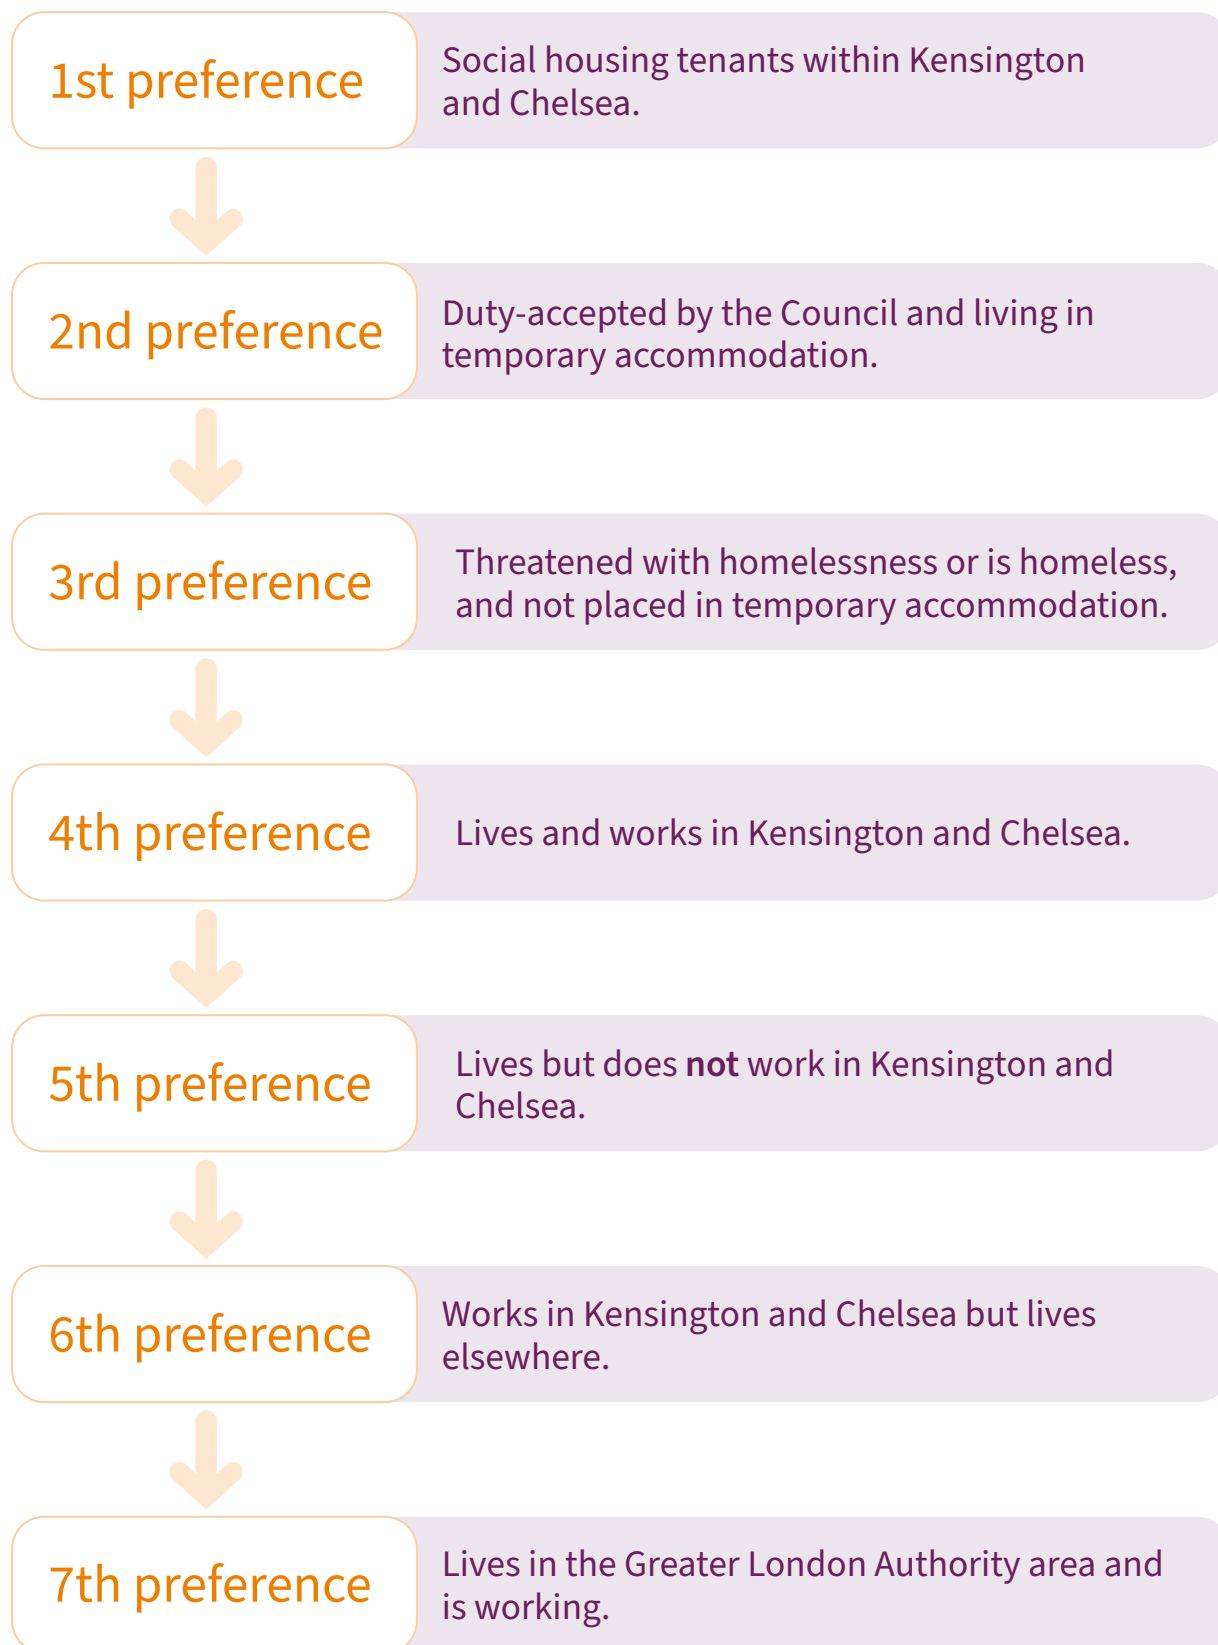 1st preference
Social housing tenants within Kensington
and Chelsea.
2nd preference
Duty-accepted by the Council and living in
temporary accommodation.
3rd preference
Threatened with homelessness or is homeless,
and not placed in temporary accommodation.
4th preference
Lives and works in Kensington and Chelsea.
5th preference
Lives but does not work in Kensington and
Chelsea.
6th preference
Works in Kensington and Chelsea but lives
elsewhere.
7th preference
Lives in the Greater London Authority area and
is working.